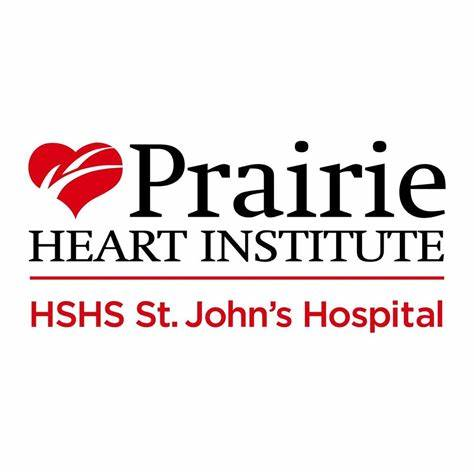 Prairie
HEART INSTITUTE
HSHS St. John's Hospital